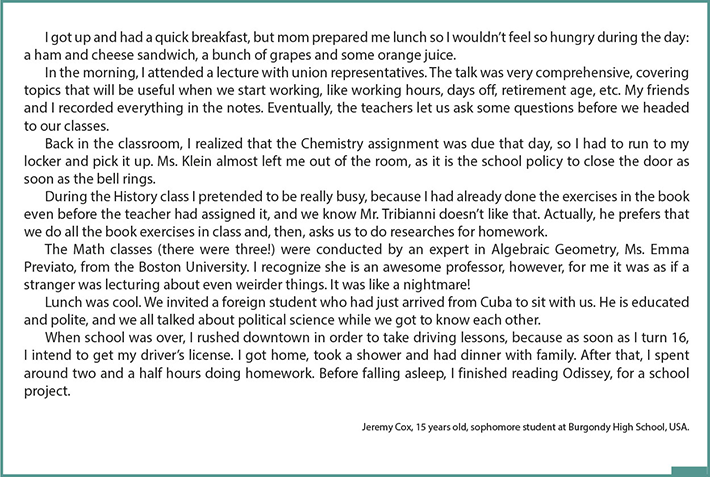 I got up and had a quick breakfast, but mom prepared me lunch so I wouldn't feel so hungry during the day:
a ham and cheese sandwich, a bunch of grapes and some orange juice.
In the morning, I attended a lecture with union representatives. The talk was very comprehensive, covering
topics that will be useful when we start working, like working hours, days off, retirement age, etc. My friends
and I recorded everything in the notes. Eventually, the teachers let us ask some questions before we headed
to our classes.
Back in the classroom, I realized that the Chemistry assignment was due that day, so I had to run to my
locker and pick it up. Ms. Klein almost left me out of the room, as it is the school policy to close the door as
soon as the bell rings.
During the History class I pretended to be really busy, because I had already done the exercises in the book
even before the teacher had assigned it, and we know Mr. Tribianni doesn't like that. Actually, he prefers that
we do all the book exercises in class and, then, asks us to do researches for homework.
The Math classes (there were three!) were conducted by an expert in Algebraic Geometry, Ms. Emma
Previato, from the Boston University. I recognize she is an awesome professor, however, for me it was as if a
stranger was lecturing about even weirder things. It was like a nightmare!
Lunch was cool. We invited a foreign student who had just arrived from Cuba to sit with us. He is educated
and polite, and we all talked about political science while we got to know each other.
When school was over, I rushed downtown in order to take driving lessons, because as soon as I turn 16,
I intend to get my driver's license. I got home, took a shower and had dinner with family. After that, I spent
around two and a half hours doing homework. Before falling asleep, I finished reading Odissey, for a school
project.
Jeremy Cox, 15 years old, sophomore student at Burgondy High School, USA.